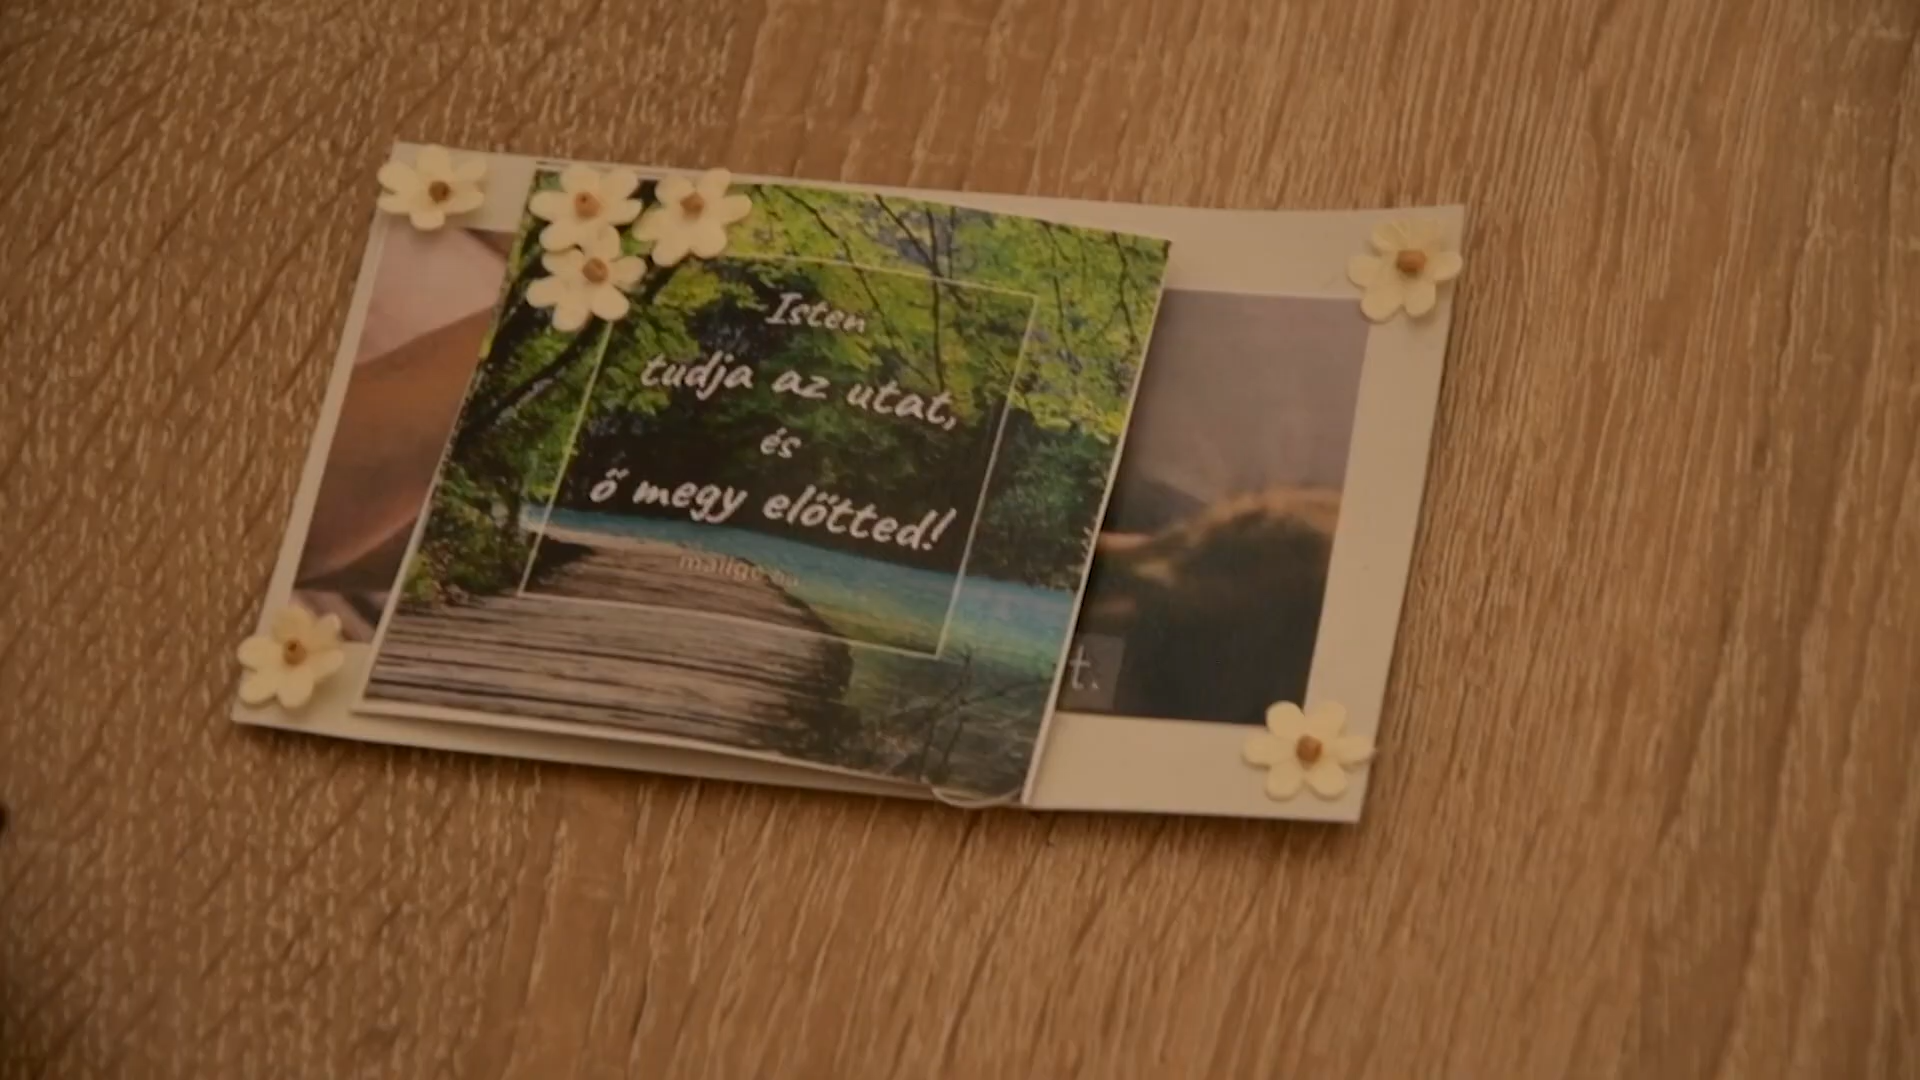 Isten
tudja az utat,
és
ő megy előtted!
t.